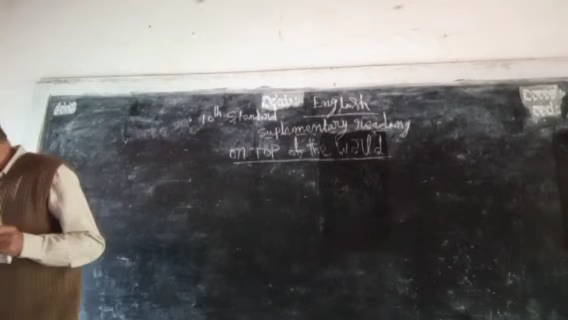 English
10th Standard
Suplementary Reading
on Top of the World